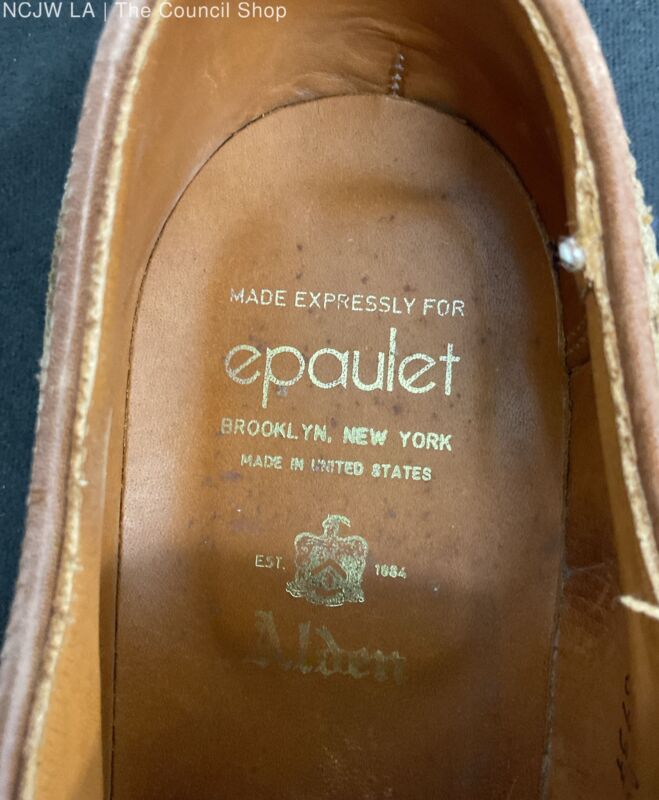 NCJW LA | The Council Shop
MADE EXPRESSLY FOR
epaulet
BROOKLYN, NEW YORK
MADE IN UNITED STATES
EST. 1884
Alden